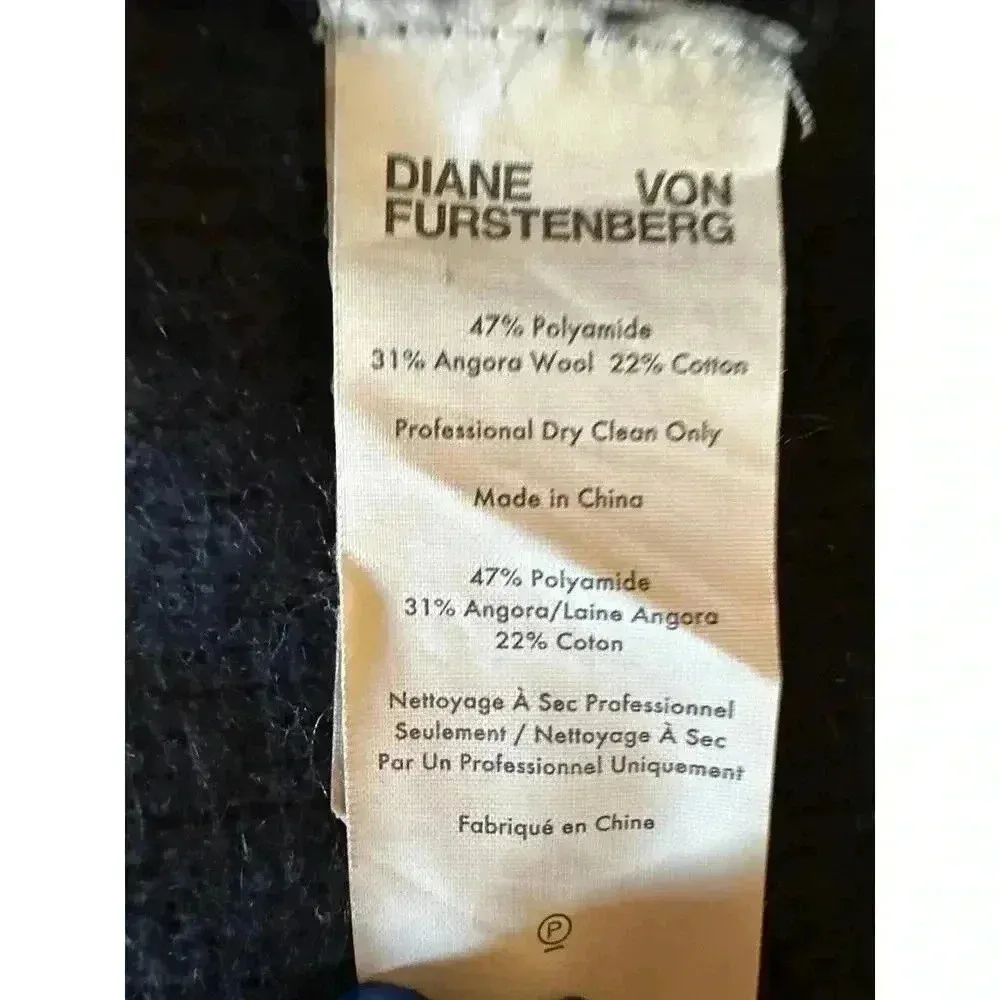 DIANE VON
FURSTENBERG
47% Polyamide
31% Angora Wool 22% Cotton
Professional Dry Clean Only
Made in China
47% Polyamide
31% Angora/Laine Angora
22% Coton
Nettoyage À Sec Professionnel
Seulement / Nettoyage À Sec
Par Un Professionnel Uniquement
Fabriqué en Chine
P